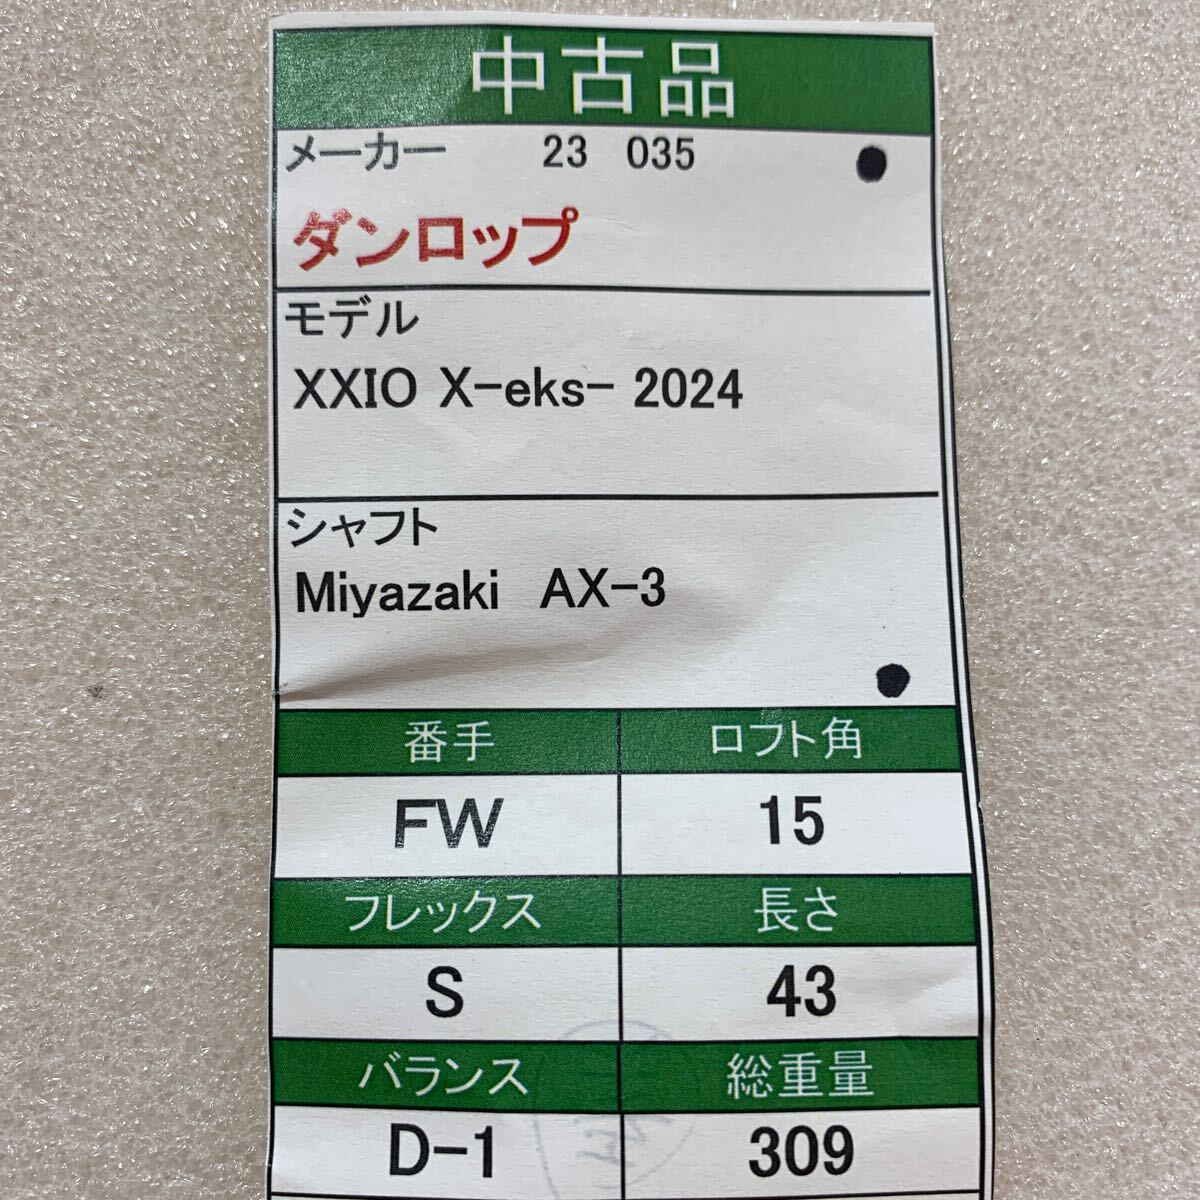 中古品
メーカー 23 035
ダンロップ
モデル
XXIO X-eks- 2024
シャフト
Miyazaki AX-3
番手 ロフト角
FW 15
フレックス 長さ
S 43
バランス 総重量
D-1 309